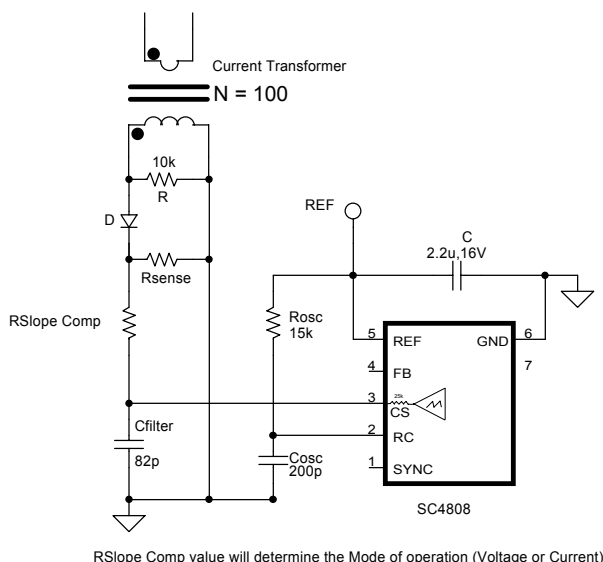 Current Transformer
N = 100
10k
R
D
Rsense
REF
C
2.2u,16V
RSlope Comp
Rosc
15k
5
REF
GND
6
4
FB
7
3
25k
CS
Cfilter
82p
2
RC
Cosc
200p
1
SYNC
SC4808
RSlope Comp value will determine the Mode of operation (Voltage or Current)